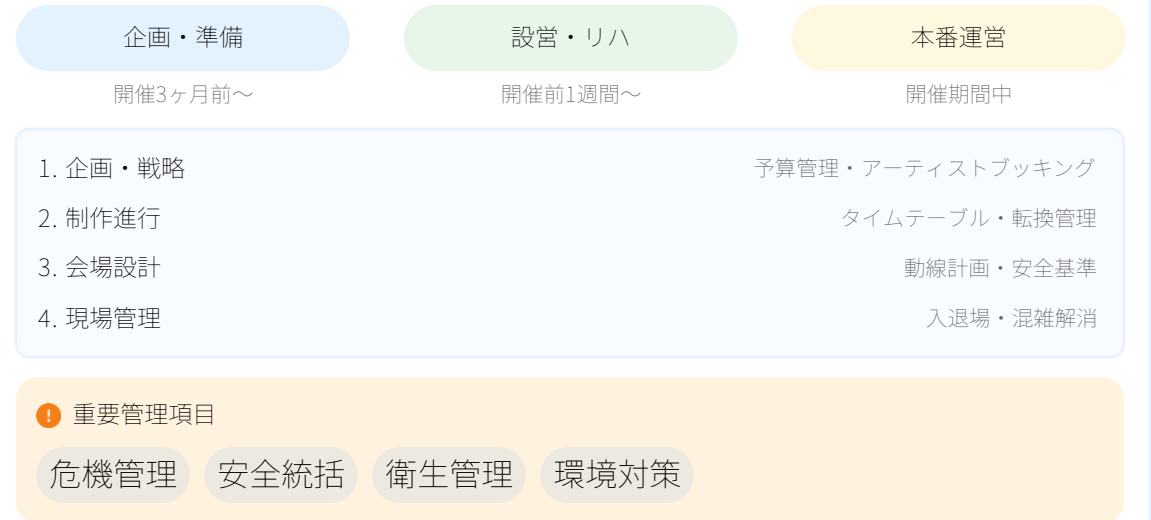 企画・準備 設営・リハ 本番運営
開催3ヶ月前～ 開催前1週間～ 開催期間中
1. 企画・戦略 予算管理・アーティストブッキング
2. 制作進行 タイムテーブル・転換管理
3. 会場設計 動線計画・安全基準
4. 現場管理 入退場・混雑解消
! 重要管理項目
危機管理 安全統括 衛生管理 環境対策